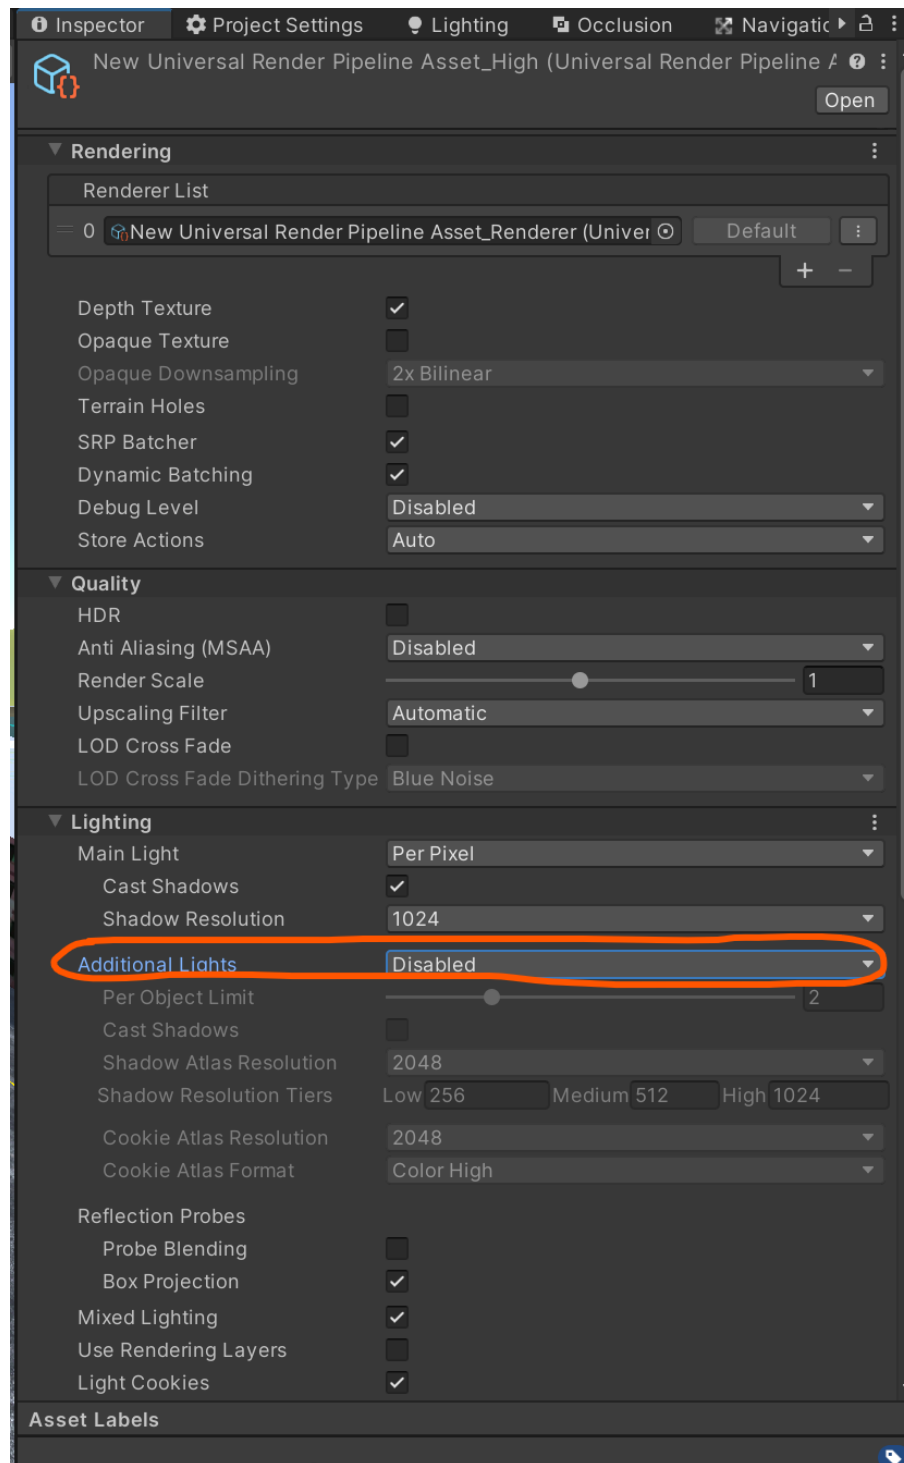 Inspector Project Settings Lighting Occlusion Navigatic
New Universal Render Pipeline Asset_High (Universal Render Pipeline A
Open
Rendering
Renderer List
0 New Universal Render Pipeline Asset_Renderer (Univer Default
+ −
Depth Texture
Opaque Texture
Opaque Downsampling 2x Bilinear
Terrain Holes
SRP Batcher
Dynamic Batching
Debug Level Disabled
Store Actions Auto
Quality
HDR
Anti Aliasing (MSAA) Disabled
Render Scale 1
Upscaling Filter Automatic
LOD Cross Fade
LOD Cross Fade Dithering Type Blue Noise
Lighting
Main Light Per Pixel
Cast Shadows
Shadow Resolution 1024
Additional Lights Disabled
Per Object Limit 2
Cast Shadows
Shadow Atlas Resolution 2048
Shadow Resolution Tiers Low 256 Medium 512 High 1024
Cookie Atlas Resolution 2048
Cookie Atlas Format Color High
Reflection Probes
Probe Blending
Box Projection
Mixed Lighting
Use Rendering Layers
Light Cookies
Asset Labels